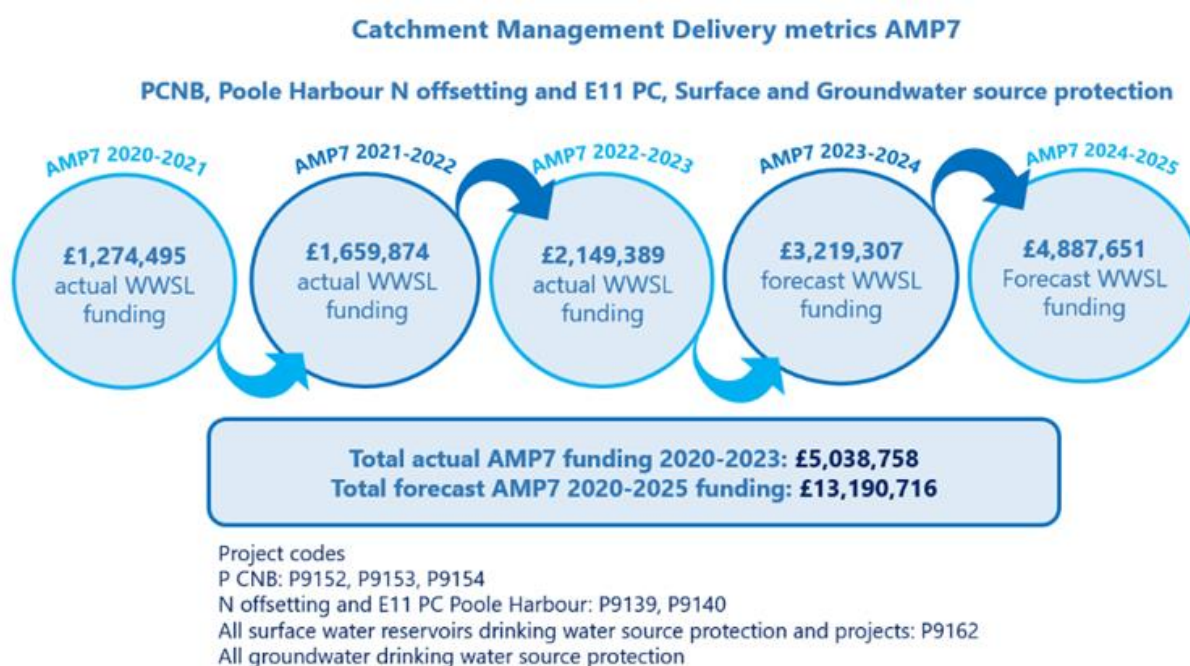 Catchment Management Delivery metrics AMP7
PCNB, Poole Harbour N offsetting and E11 PC, Surface and Groundwater source protection
AMP7 2020-2021
£1,274,495
actual WWSL
funding
AMP7 2021-2022
£1,659,874
actual WWSL
funding
AMP7 2022-2023
£2,149,389
actual WWSL
funding
AMP7 2023-2024
£3,219,307
forecast WWSL
funding
AMP7 2024-2025
£4,887,651
Forecast WWSL
funding
Total actual AMP7 funding 2020-2023: £5,038,758
Total forecast AMP7 2020-2025 funding: £13,190,716
Project codes
P CNB: P9152, P9153, P9154
N offsetting and E11 PC Poole Harbour: P9139, P9140
All surface water reservoirs drinking water source protection and projects: P9162
All groundwater drinking water source protection